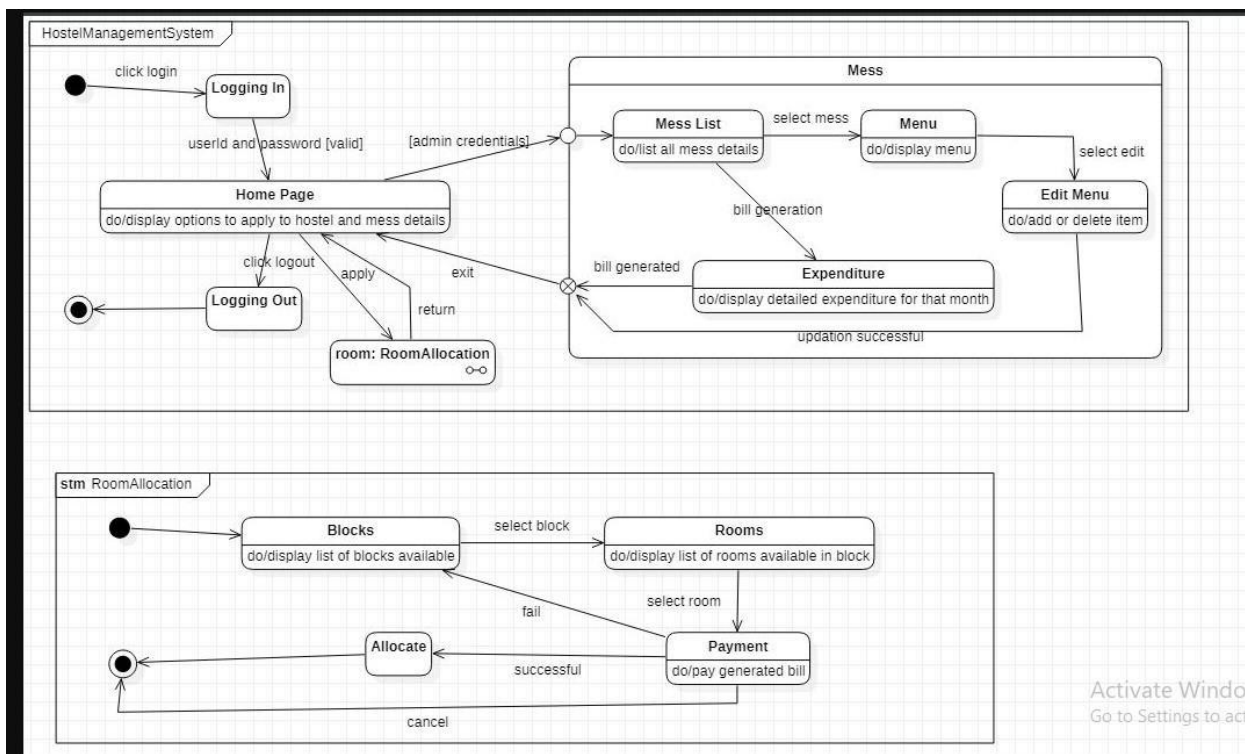 HostelManagementSystem
click login
Logging In
userId and password [valid]
[admin credentials]
Home Page
do/display options to apply to hostel and mess details
click logout
apply
exit
Logging Out
return
room: RoomAllocation
Mess
Mess List
do/list all mess details
select mess
Menu
do/display menu
select edit
Edit Menu
do/add or delete item
bill generation
bill generated
Expenditure
do/display detailed expenditure for that month
updation successful
stm RoomAllocation
Blocks
do/display list of blocks available
select block
Rooms
do/display list of rooms available in block
select room
fail
Payment
do/pay generated bill
successful
Allocate
cancel
Activate Windo
Go to Settings to act